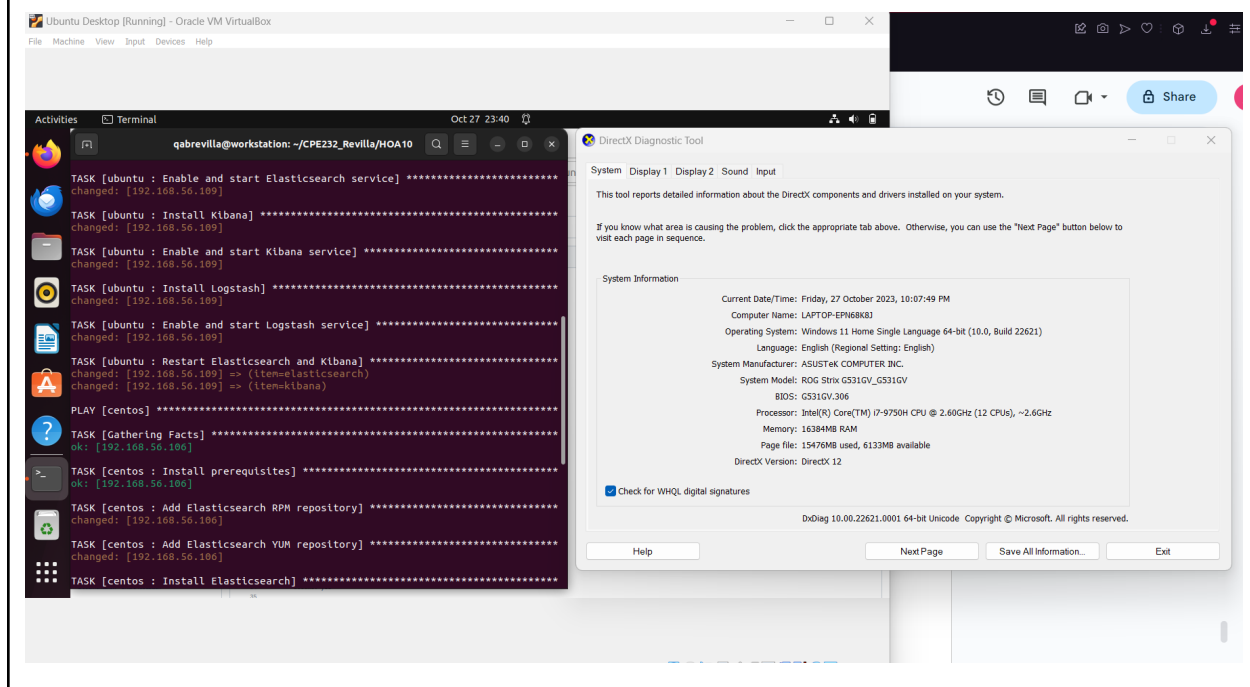 Ubuntu Desktop [Running] - Oracle VM VirtualBox
File Machine View Input Devices Help
Share
Activities Terminal Oct 27 23:40
qabrevilla@workstation: ~/CPE232_Revilla/HOA10
TASK [ubuntu : Enable and start Elasticsearch service] *************************
changed: [192.168.56.109]
TASK [ubuntu : Install Kibana] ********************************************
changed: [192.168.56.109]
TASK [ubuntu : Enable and start Kibana service] *******************************
changed: [192.168.56.109]
TASK [ubuntu : Install Logstash] ******************************************
changed: [192.168.56.109]
TASK [ubuntu : Enable and start Logstash service] *****************************
changed: [192.168.56.109]
TASK [ubuntu : Restart Elasticsearch and Kibana] ******************************
changed: [192.168.56.109] => (item=elasticsearch)
changed: [192.168.56.109] => (item=kibana)
PLAY [centos] **********************************************************
TASK [Gathering Facts] **************************************************
ok: [192.168.56.106]
TASK [centos : Install prerequisites] **************************************
ok: [192.168.56.106]
TASK [centos : Add Elasticsearch RPM repository] ******************************
changed: [192.168.56.106]
TASK [centos : Add Elasticsearch YUM repository] ******************************
changed: [192.168.56.106]
TASK [centos : Install Elasticsearch] **************************************
DirectX Diagnostic Tool
System Display 1 Display 2 Sound Input
This tool reports detailed information about the DirectX components and drivers installed on your system.
If you know what area is causing the problem, click the appropriate tab above. Otherwise, you can use the "Next Page" button below to
visit each page in sequence.
System Information
Current Date/Time: Friday, 27 October 2023, 10:07:49 PM
Computer Name: LAPTOP-EPN68K8J
Operating System: Windows 11 Home Single Language 64-bit (10.0, Build 22621)
Language: English (Regional Setting: English)
System Manufacturer: ASUSTeK COMPUTER INC.
System Model: ROG Strix G531GV_G531GV
BIOS: G531GV.306
Processor: Intel(R) Core(TM) i7-9750H CPU @ 2.60GHz (12 CPUs), ~2.6GHz
Memory: 16384MB RAM
Page file: 15476MB used, 6133MB available
DirectX Version: DirectX 12
Check for WHQL digital signatures
DxDiag 10.00.22621.0001 64-bit Unicode Copyright © Microsoft. All rights reserved.
Help Next Page Save All Information... Exit